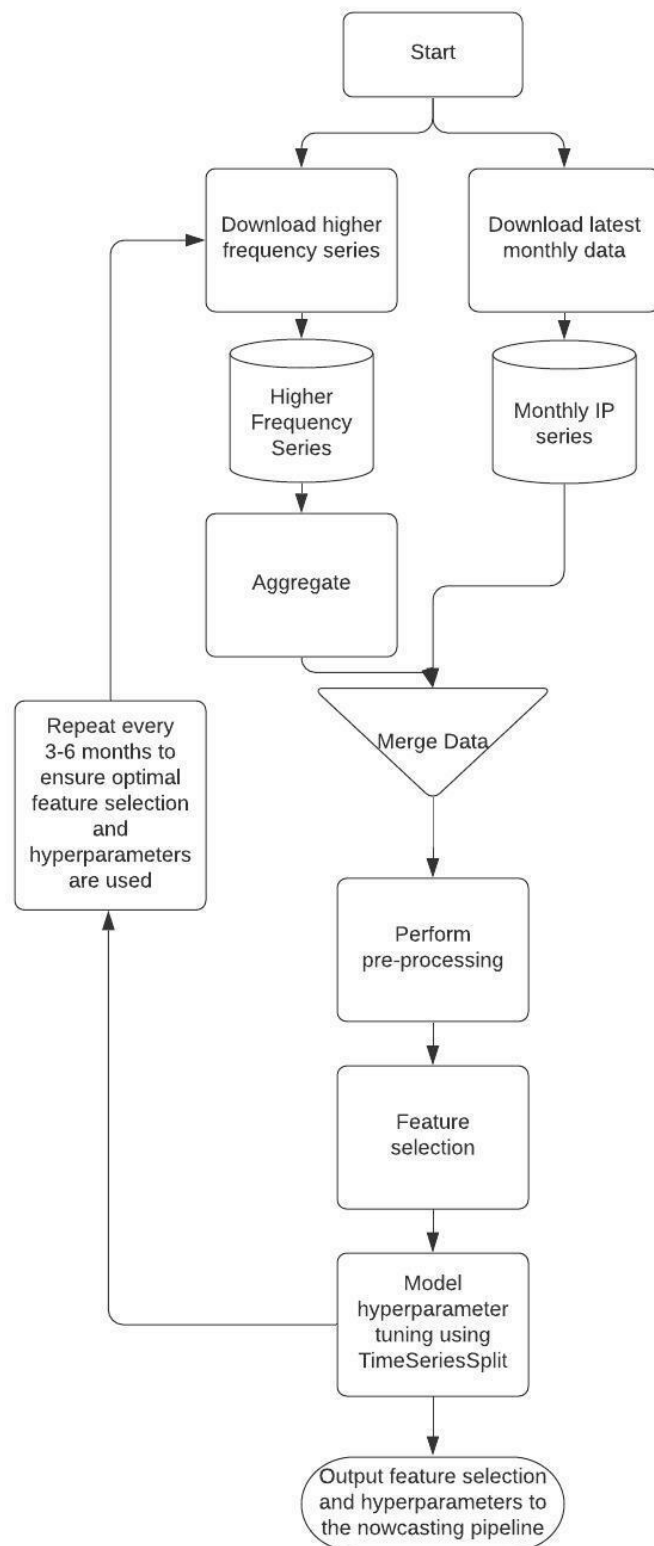 Start
Download higher
frequency series
Download latest
monthly data
Higher
Frequency
Series
Monthly IP
series
Aggregate
Merge Data
Repeat every
3-6 months to
ensure optimal
feature selection
and
hyperparameters
are used
Perform
pre-processing
Feature
selection
Model
hyperparameter
tuning using
TimeSeriesSplit
Output feature selection
and hyperparameters to
the nowcasting pipeline